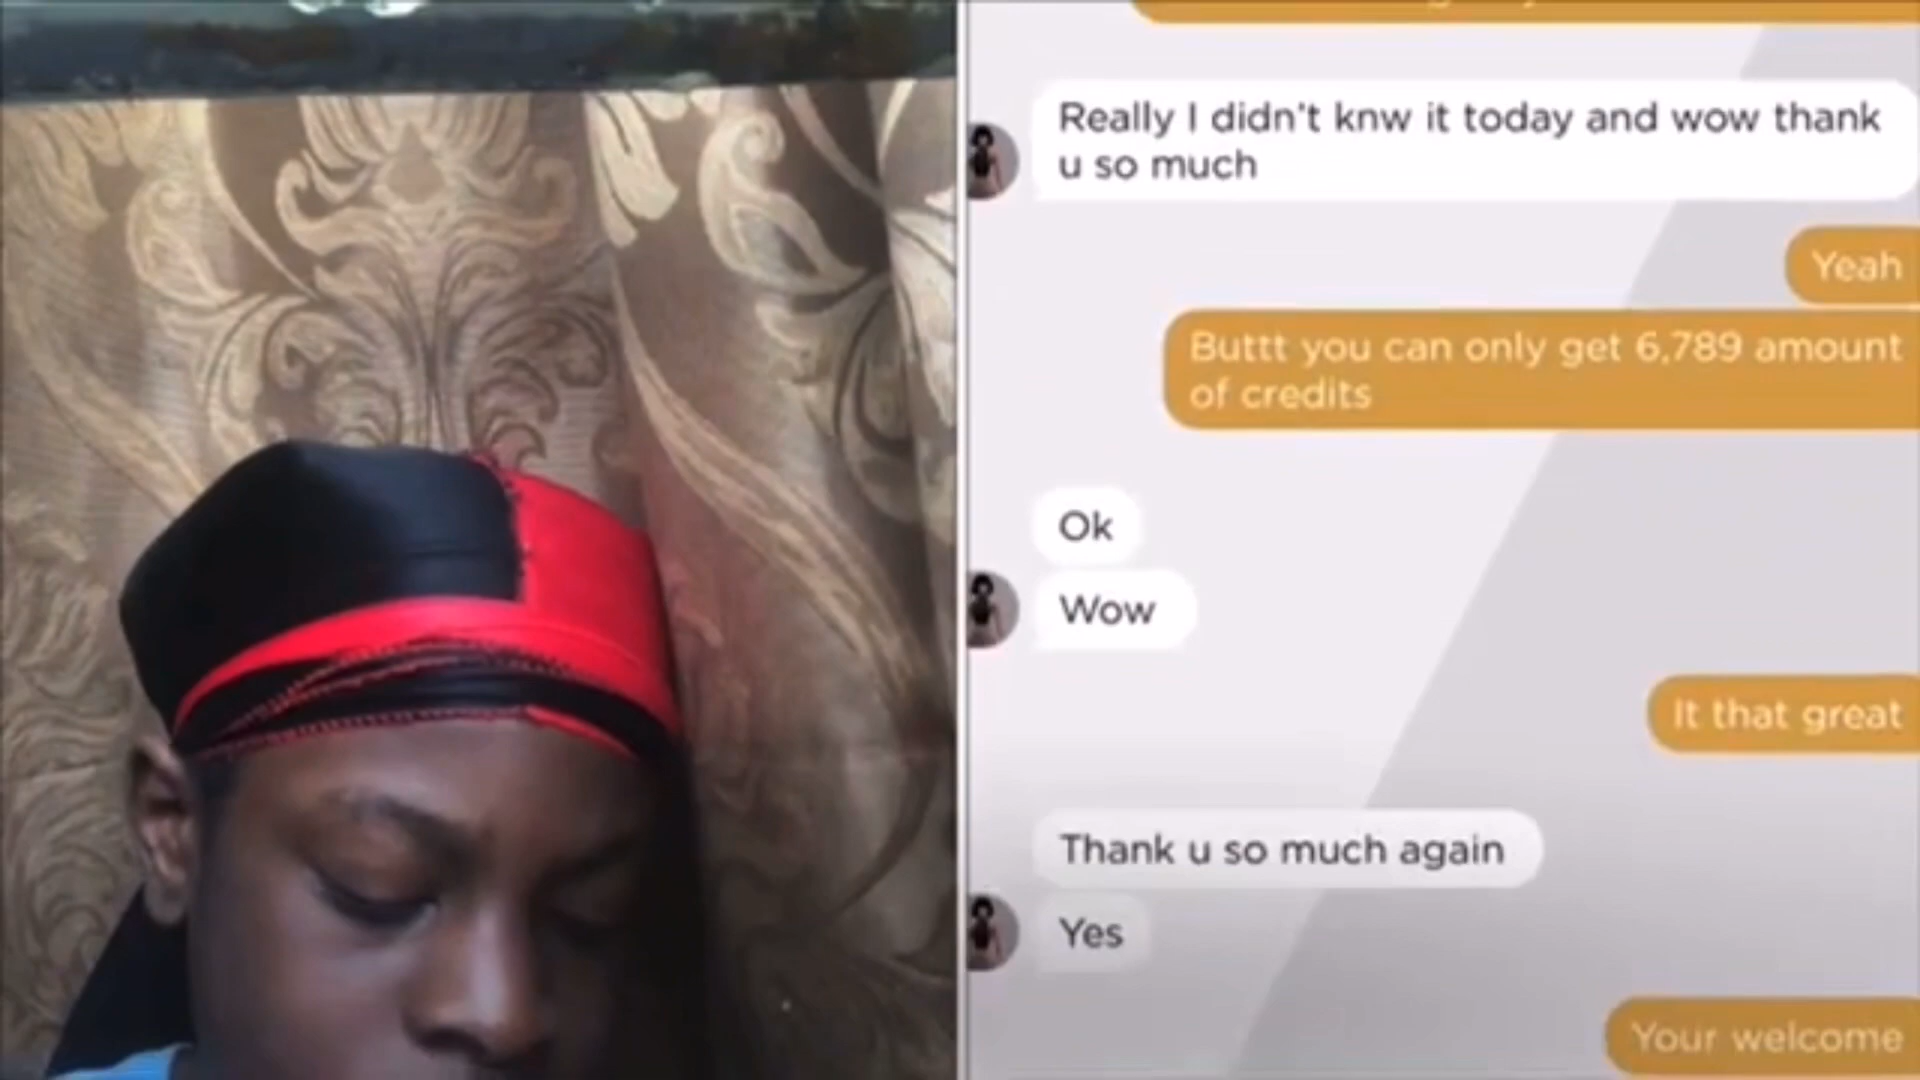 Really I didn't knw it today and wow thank
u so much
Yeah
Buttt you can only get 6,789 amount
of credits
Ok
Wow
It that great
Thank u so much again
Yes
Your welcome